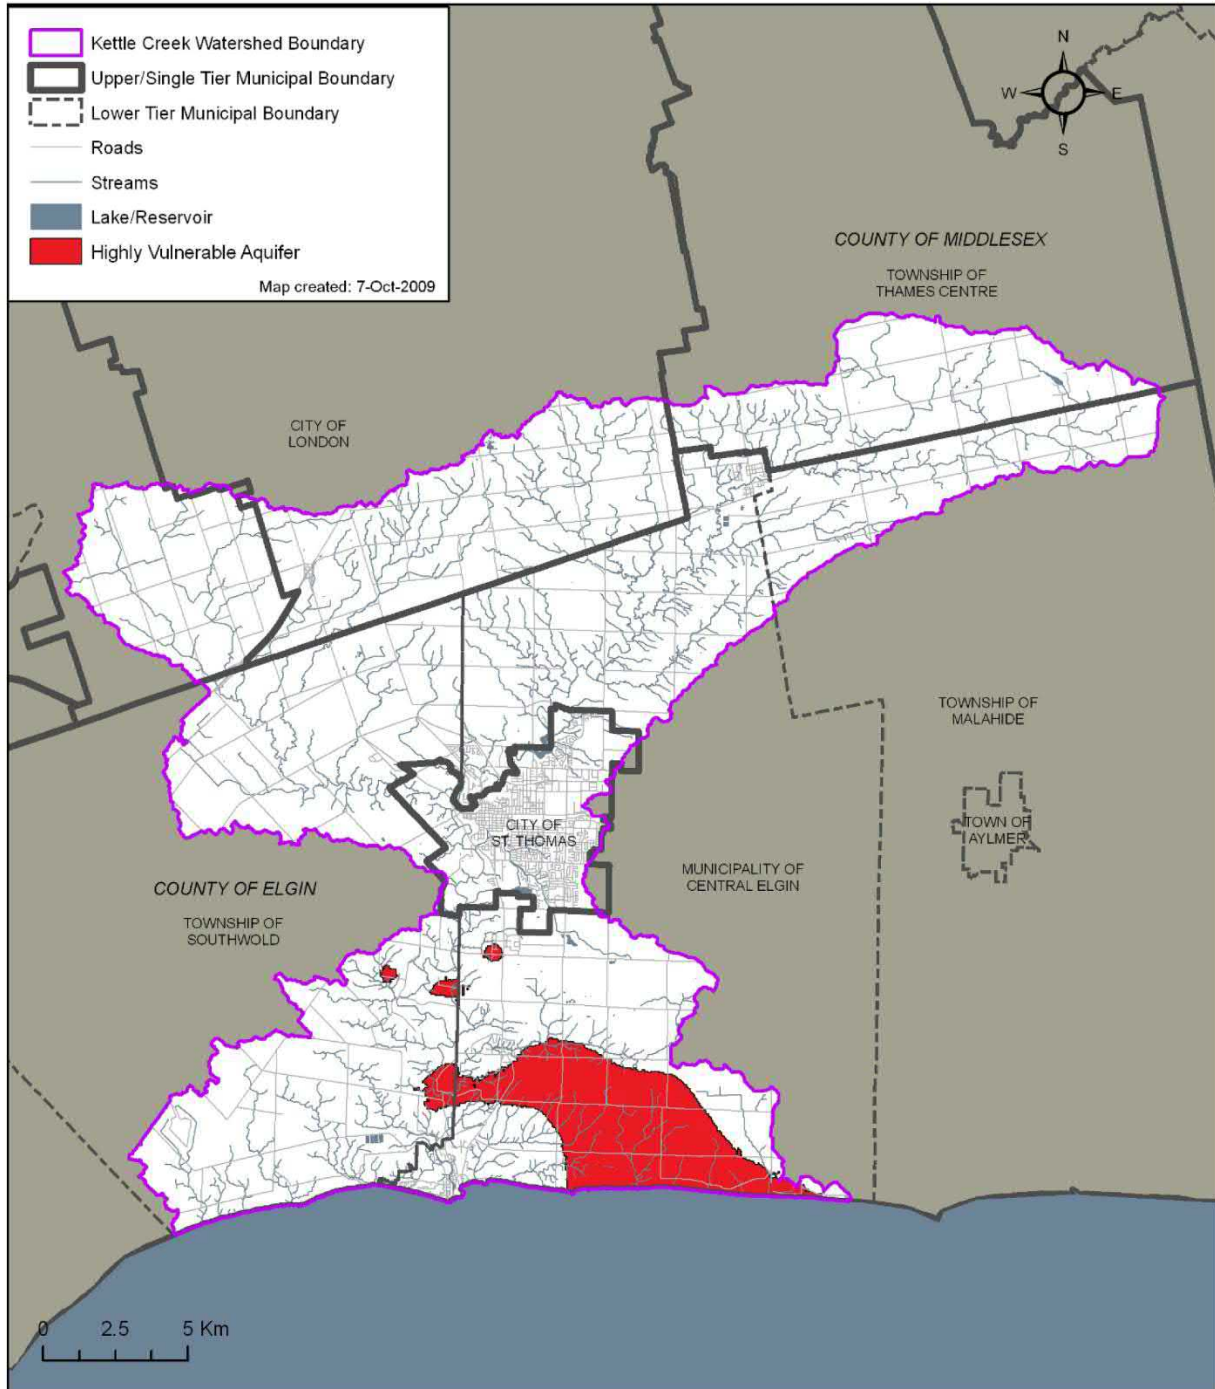 Kettle Creek Watershed Boundary
Upper/Single Tier Municipal Boundary
Lower Tier Municipal Boundary
Roads
Streams
Lake/Reservoir
Highly Vulnerable Aquifer
Map created: 7-Oct-2009
N
W E
S
COUNTY OF MIDDLESEX
TOWNSHIP OF
THAMES CENTRE
CITY OF
LONDON
TOWNSHIP OF
MALAHIDE
TOWN OF
AYLMER
CITY OF
ST. THOMAS
MUNICIPALITY OF
CENTRAL ELGIN
COUNTY OF ELGIN
TOWNSHIP OF
SOUTHWOLD
0 2.5 5 Km